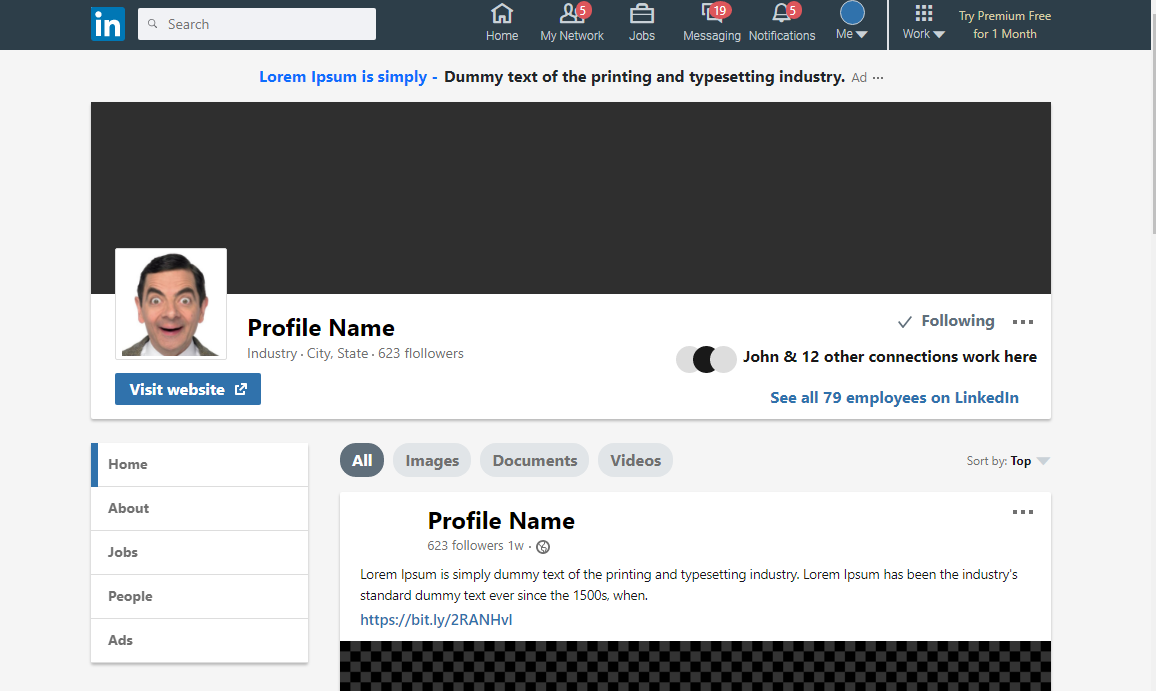 in
Search
5
19
5
Home
My Network
Jobs
Messaging
Notifications
Me
Work
Try Premium Free
for 1 Month
Lorem Ipsum is simply - Dummy text of the printing and typesetting industry. Ad ···
Profile Name
Industry · City, State · 623 flollowers
Following
John & 12 other connections work here
Visit website
See all 79 employees on LinkedIn
Home
About
Jobs
People
Ads
All
Images
Documents
Videos
Sort by: Top
Profile Name
623 followers 1w ·
Lorem Ipsum is simply dummy text of the printing and typesetting industry. Lorem Ipsum has been the industry's
standard dummy text ever since the 1500s, when.
https://bit.ly/2RANHvl